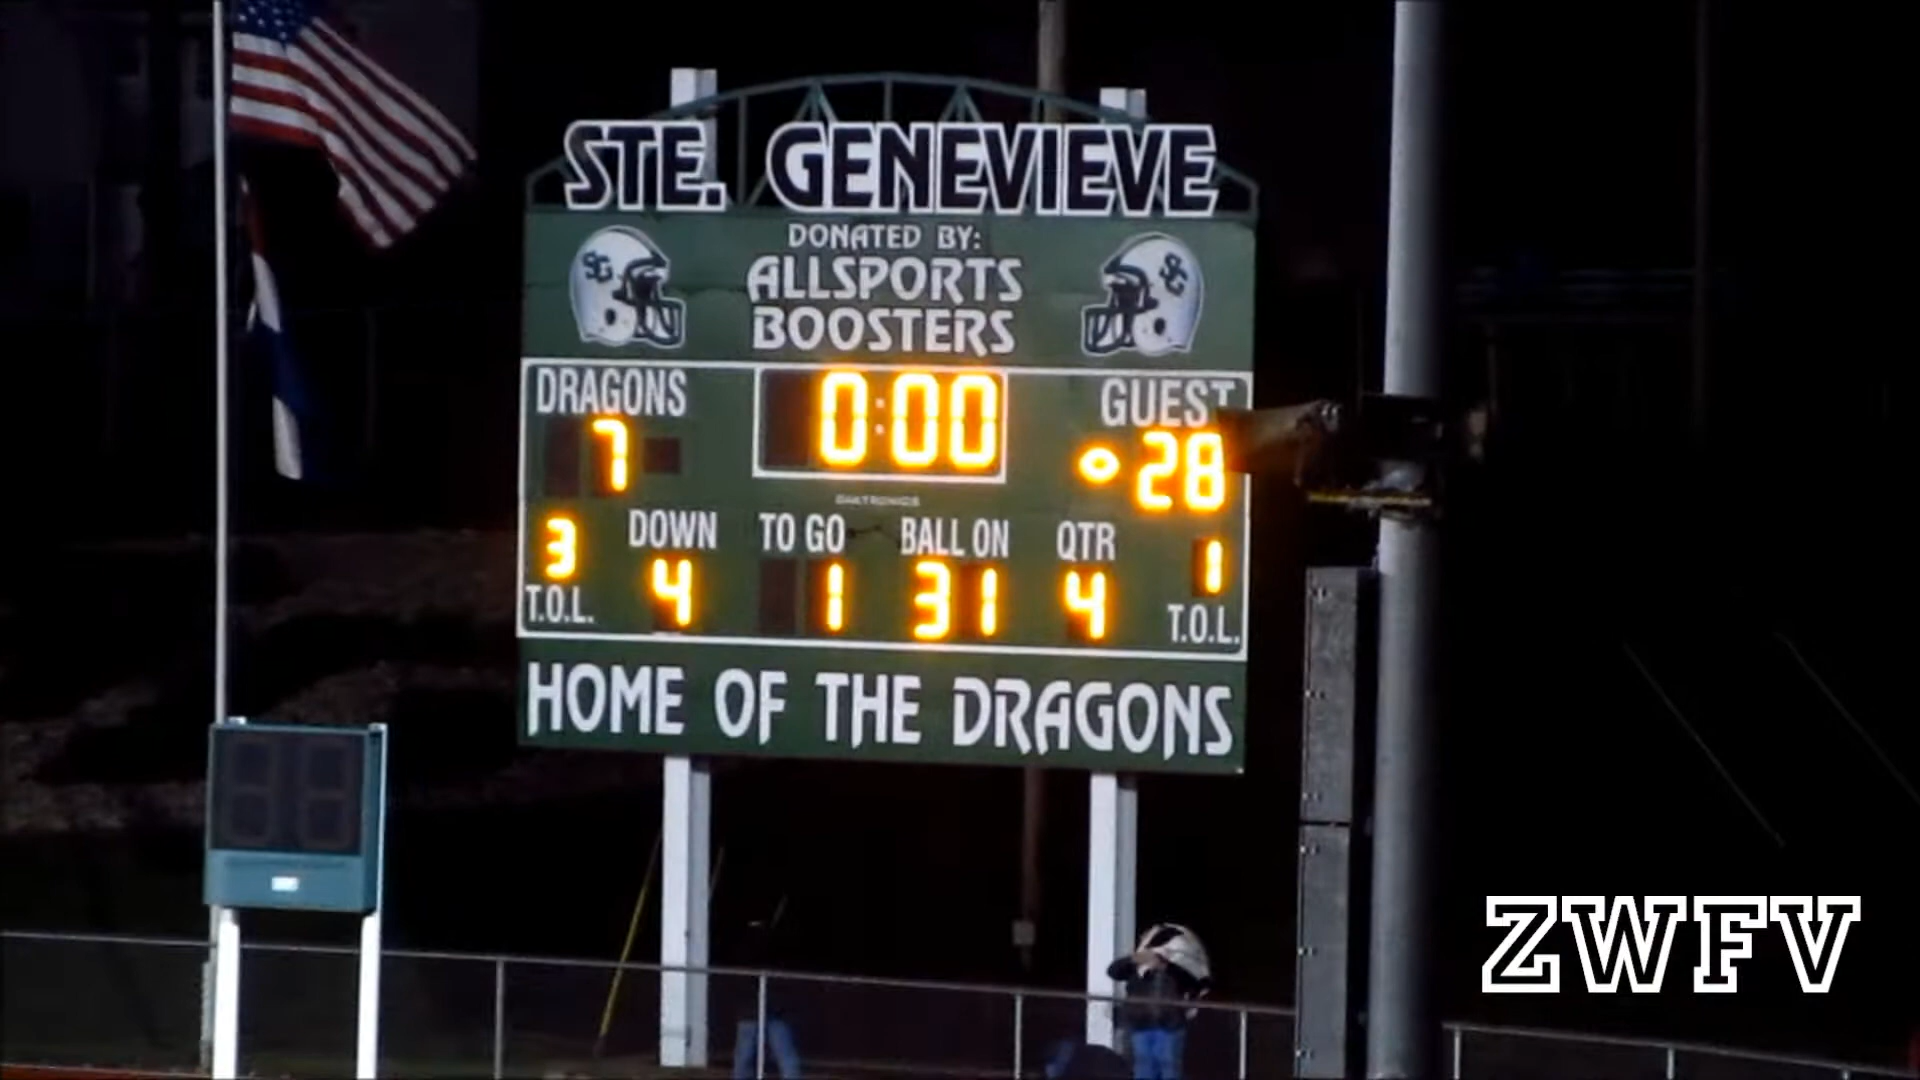 STE. GENEVIEVE
DONATED BY:
ALLSPORTS
BOOSTERS
SG
SG
DRAGONS 0:00 GUEST
7 28
DAKTRONICS
DOWN TO GO BALL ON QTR
3 4 1 31 4 1
T.O.L. T.O.L.
HOME OF THE DRAGONS
ZWFV